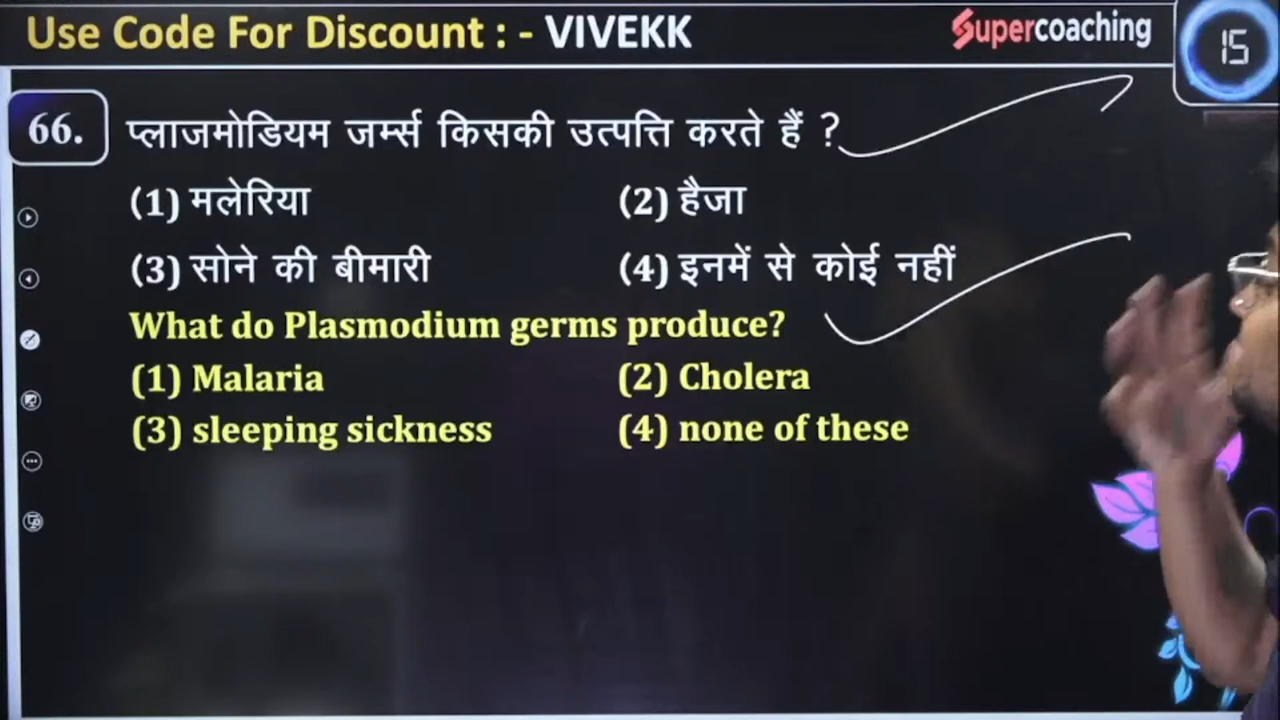 Use Code For Discount : - VIVEKK
Supercoaching
15
66. प्लाजमोडियम जर्म्स किसकी उत्पत्ति करते हैं ?
(1) मलेरिया (2) हैजा
(3) सोने की बीमारी (4) इनमें से कोई नहीं
What do Plasmodium germs produce?
(1) Malaria (2) Cholera
(3) sleeping sickness (4) none of these